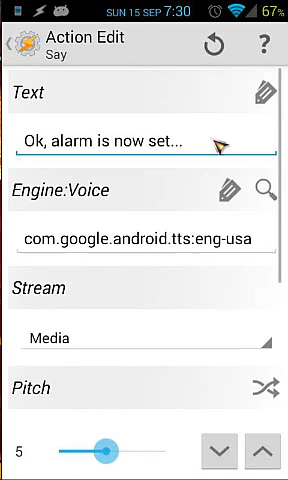 SUN 15 SEP 7:30 67%
Action Edit
Say
Text
Ok, alarm is now set...
Engine:Voice
com.google.android.tts:eng-usa
Stream
Media
Pitch
5